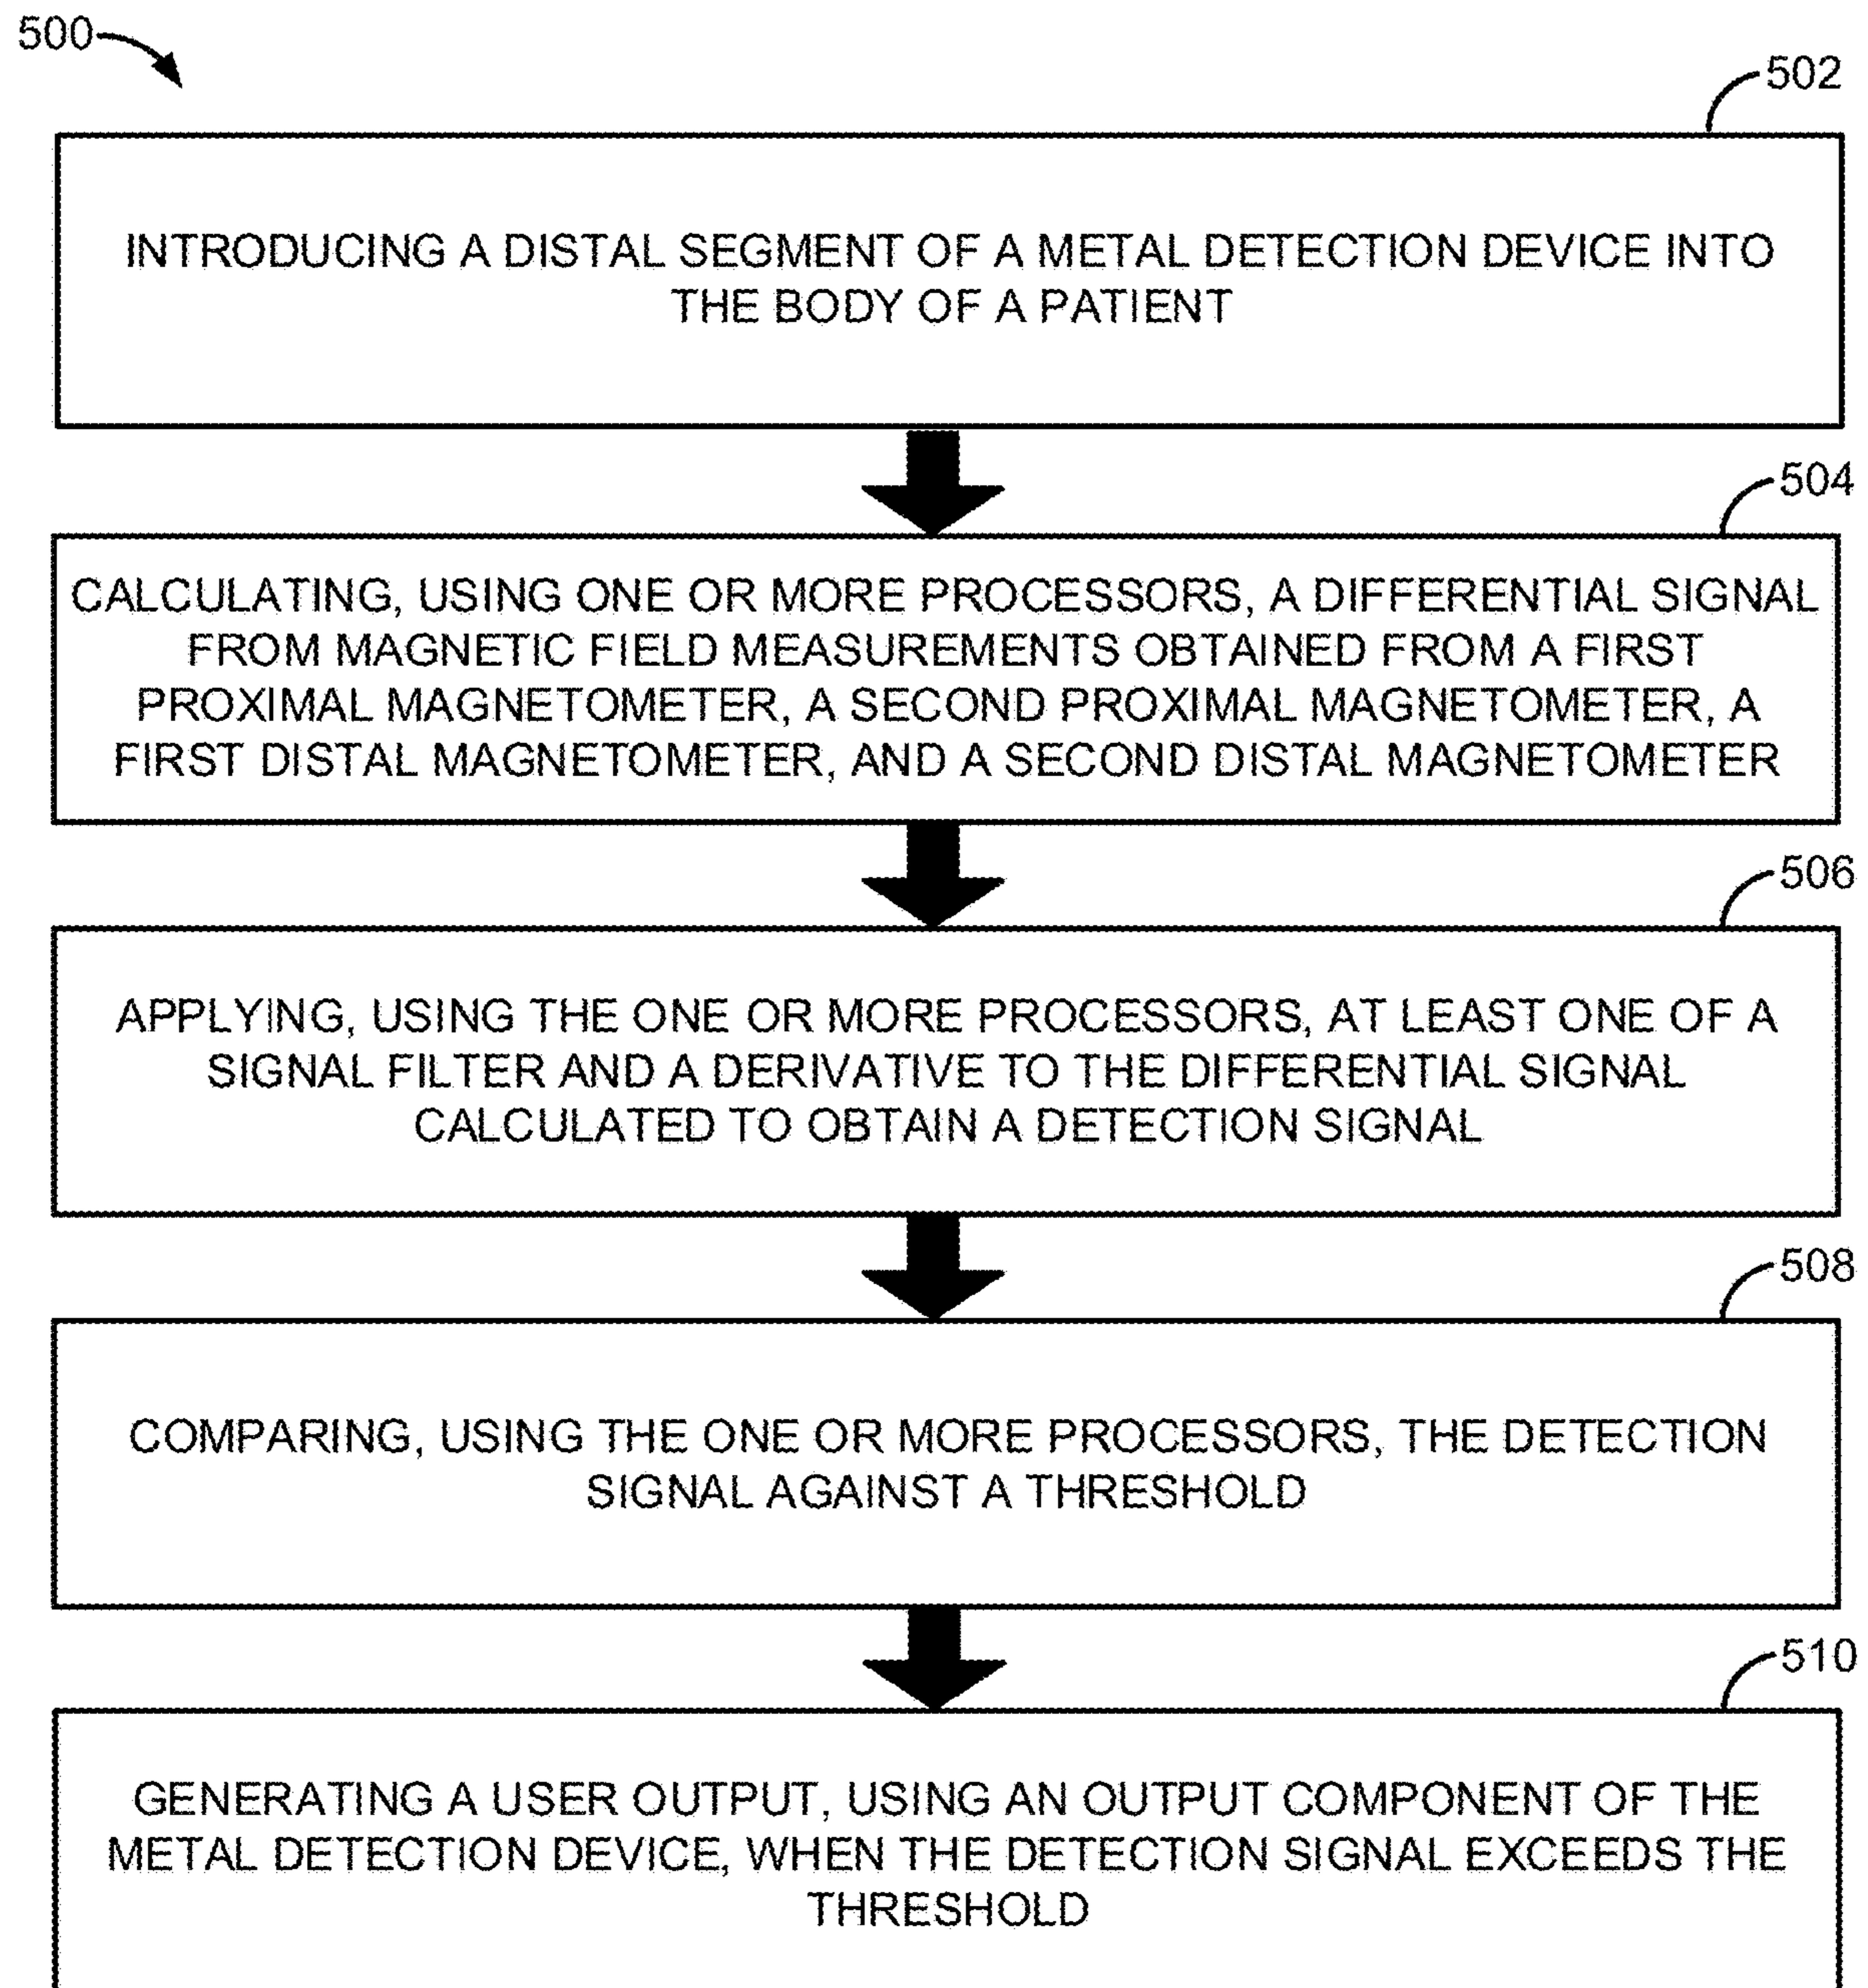 500
502
INTRODUCING A DISTAL SEGMENT OF A METAL DETECTION DEVICE INTO
THE BODY OF A PATIENT
504
CALCULATING, USING ONE OR MORE PROCESSORS, A DIFFERENTIAL SIGNAL
FROM MAGNETIC FIELD MEASUREMENTS OBTAINED FROM A FIRST
PROXIMAL MAGNETOMETER, A SECOND PROXIMAL MAGNETOMETER, A
FIRST DISTAL MAGNETOMETER, AND A SECOND DISTAL MAGNETOMETER
506
APPLYING, USING THE ONE OR MORE PROCESSORS, AT LEAST ONE OF A
SIGNAL FILTER AND A DERIVATIVE TO THE DIFFERENTIAL SIGNAL
CALCULATED TO OBTAIN A DETECTION SIGNAL
508
COMPARING, USING THE ONE OR MORE PROCESSORS, THE DETECTION
SIGNAL AGAINST A THRESHOLD
510
GENERATING A USER OUTPUT, USING AN OUTPUT COMPONENT OF THE
METAL DETECTION DEVICE, WHEN THE DETECTION SIGNAL EXCEEDS THE
THRESHOLD